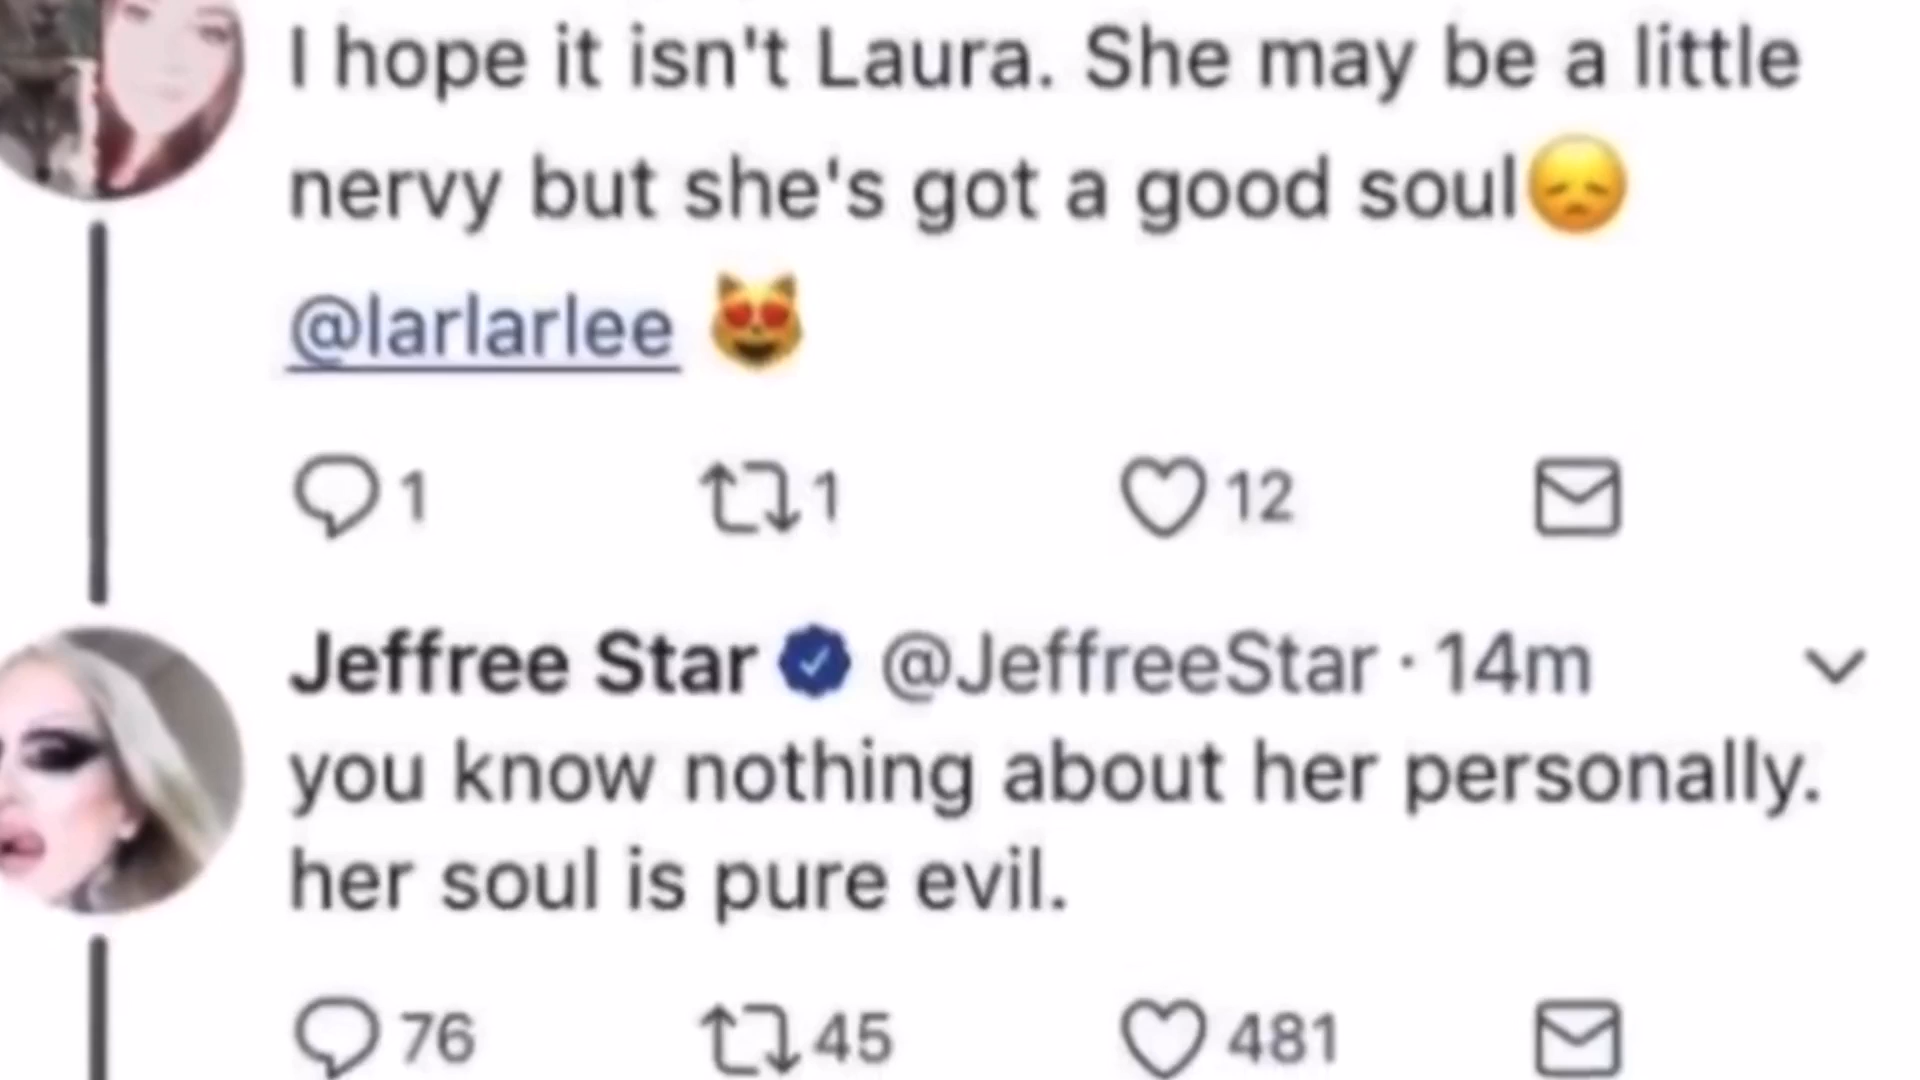 I hope it isn't Laura. She may be a little
nervy but she's got a good soul😞
@larlarlee 😻
1 1 12
Jeffree Star @JeffreeStar · 14m
you know nothing about her personally.
her soul is pure evil.
76 45 481